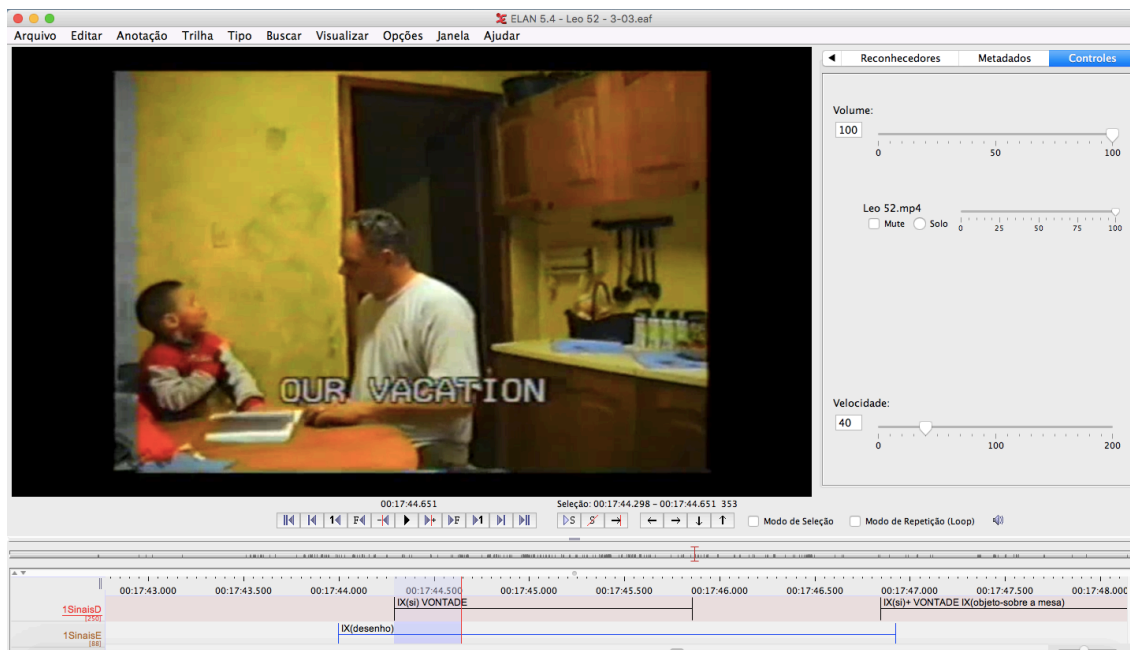 ELAN 5.4 - Leo 52 - 3-03.eaf
Arquivo Editar Anotação Trilha Tipo Buscar Visualizar Opções Janela Ajudar
Reconhecedores Metadados Controles
Volume:
100
0 50 100
Leo 52.mp4
Mute Solo
0 25 50 75 100
OUR VACATION
Velocidade:
40
0 100 200
00:17:44.651
Seleção: 00:17:44.298 - 00:17:44.651 353
1 F F 1 S S
Modo de Seleção Modo de Repetição (Loop)
00:17:43.000 00:17:43.500 00:17:44.000 00:17:44.500 00:17:45.000 00:17:45.500 00:17:46.000 00:17:46.500 00:17:47.000 00:17:47.500 00:17:48.000
1SinaisD
[250]
IX(si) VONTADE
IX(si)+ VONTADE IX(objeto-sobre a mesa)
1SinaisE
[88]
IX(desenho)